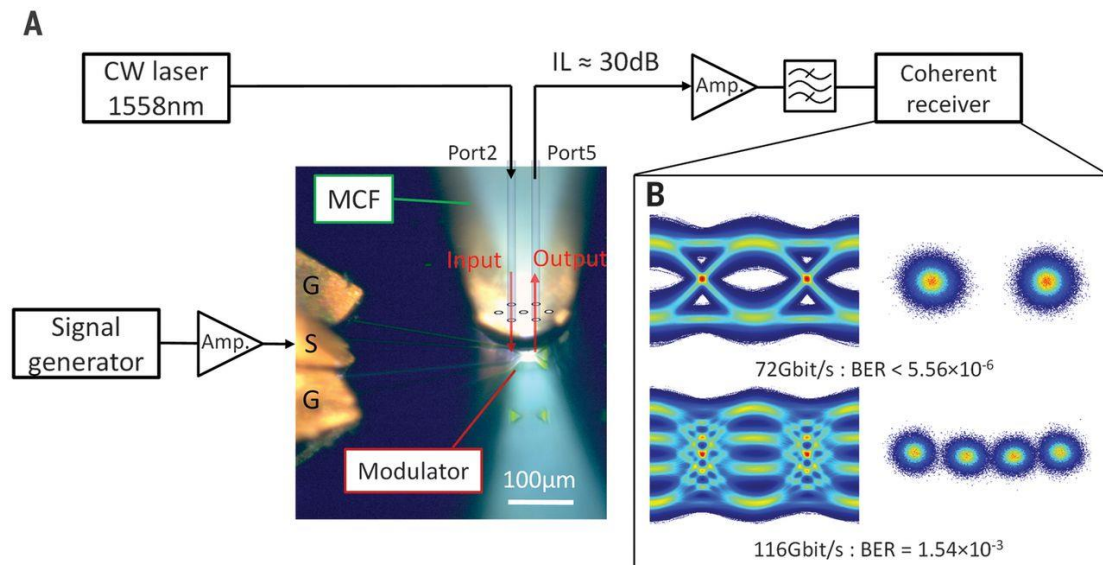 A
CW laser
1558nm
IL ≈ 30dB
Amp.
Coherent
receiver
Port2
Port5
MCF
Input
Output
G
S
G
Signal
generator
Amp.
Modulator
100µm
B
72Gbit/s : BER < 5.56×10⁻⁶
116Gbit/s : BER = 1.54×10⁻³